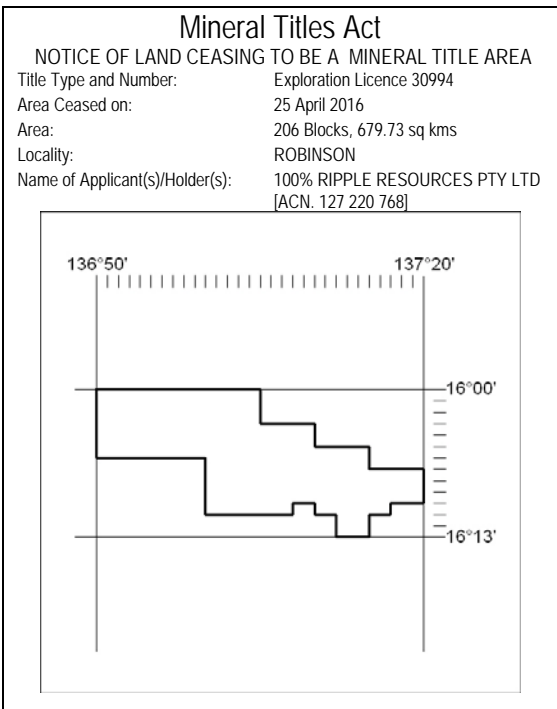 Mineral Titles Act
NOTICE OF LAND CEASING TO BE A MINERAL TITLE AREA
Title Type and Number: Exploration Licence 30994
Area Ceased on: 25 April 2016
Area: 206 Blocks, 679.73 sq kms
Locality: ROBINSON
Name of Applicant(s)/Holder(s): 100% RIPPLE RESOURCES PTY LTD
[ACN. 127 220 768]
136°50' 137°20'
16°00'
16°13'